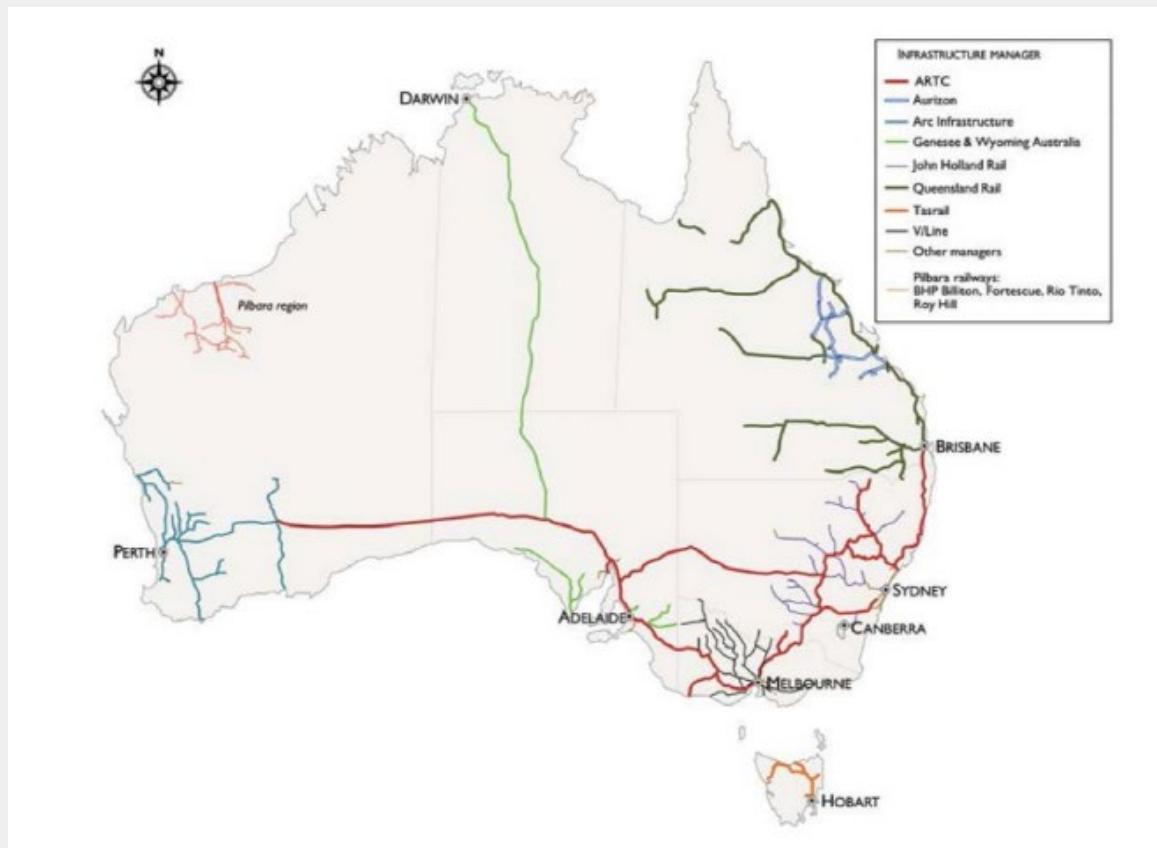 N
DARWIN
INFRASTRUCTURE MANAGER
ARTC
Aurizon
Arc Infrastructure
Genesee & Wyoming Australia
John Holland Rail
Queensland Rail
Tasrail
V/Line
Other managers
Pilbara railways:
BHP Billiton, Fortescue, Rio Tinto,
Roy Hill
Pilbara region
BRISBANE
PERTH
SYDNEY
ADELAIDE
CANBERRA
MELBOURNE
HOBART